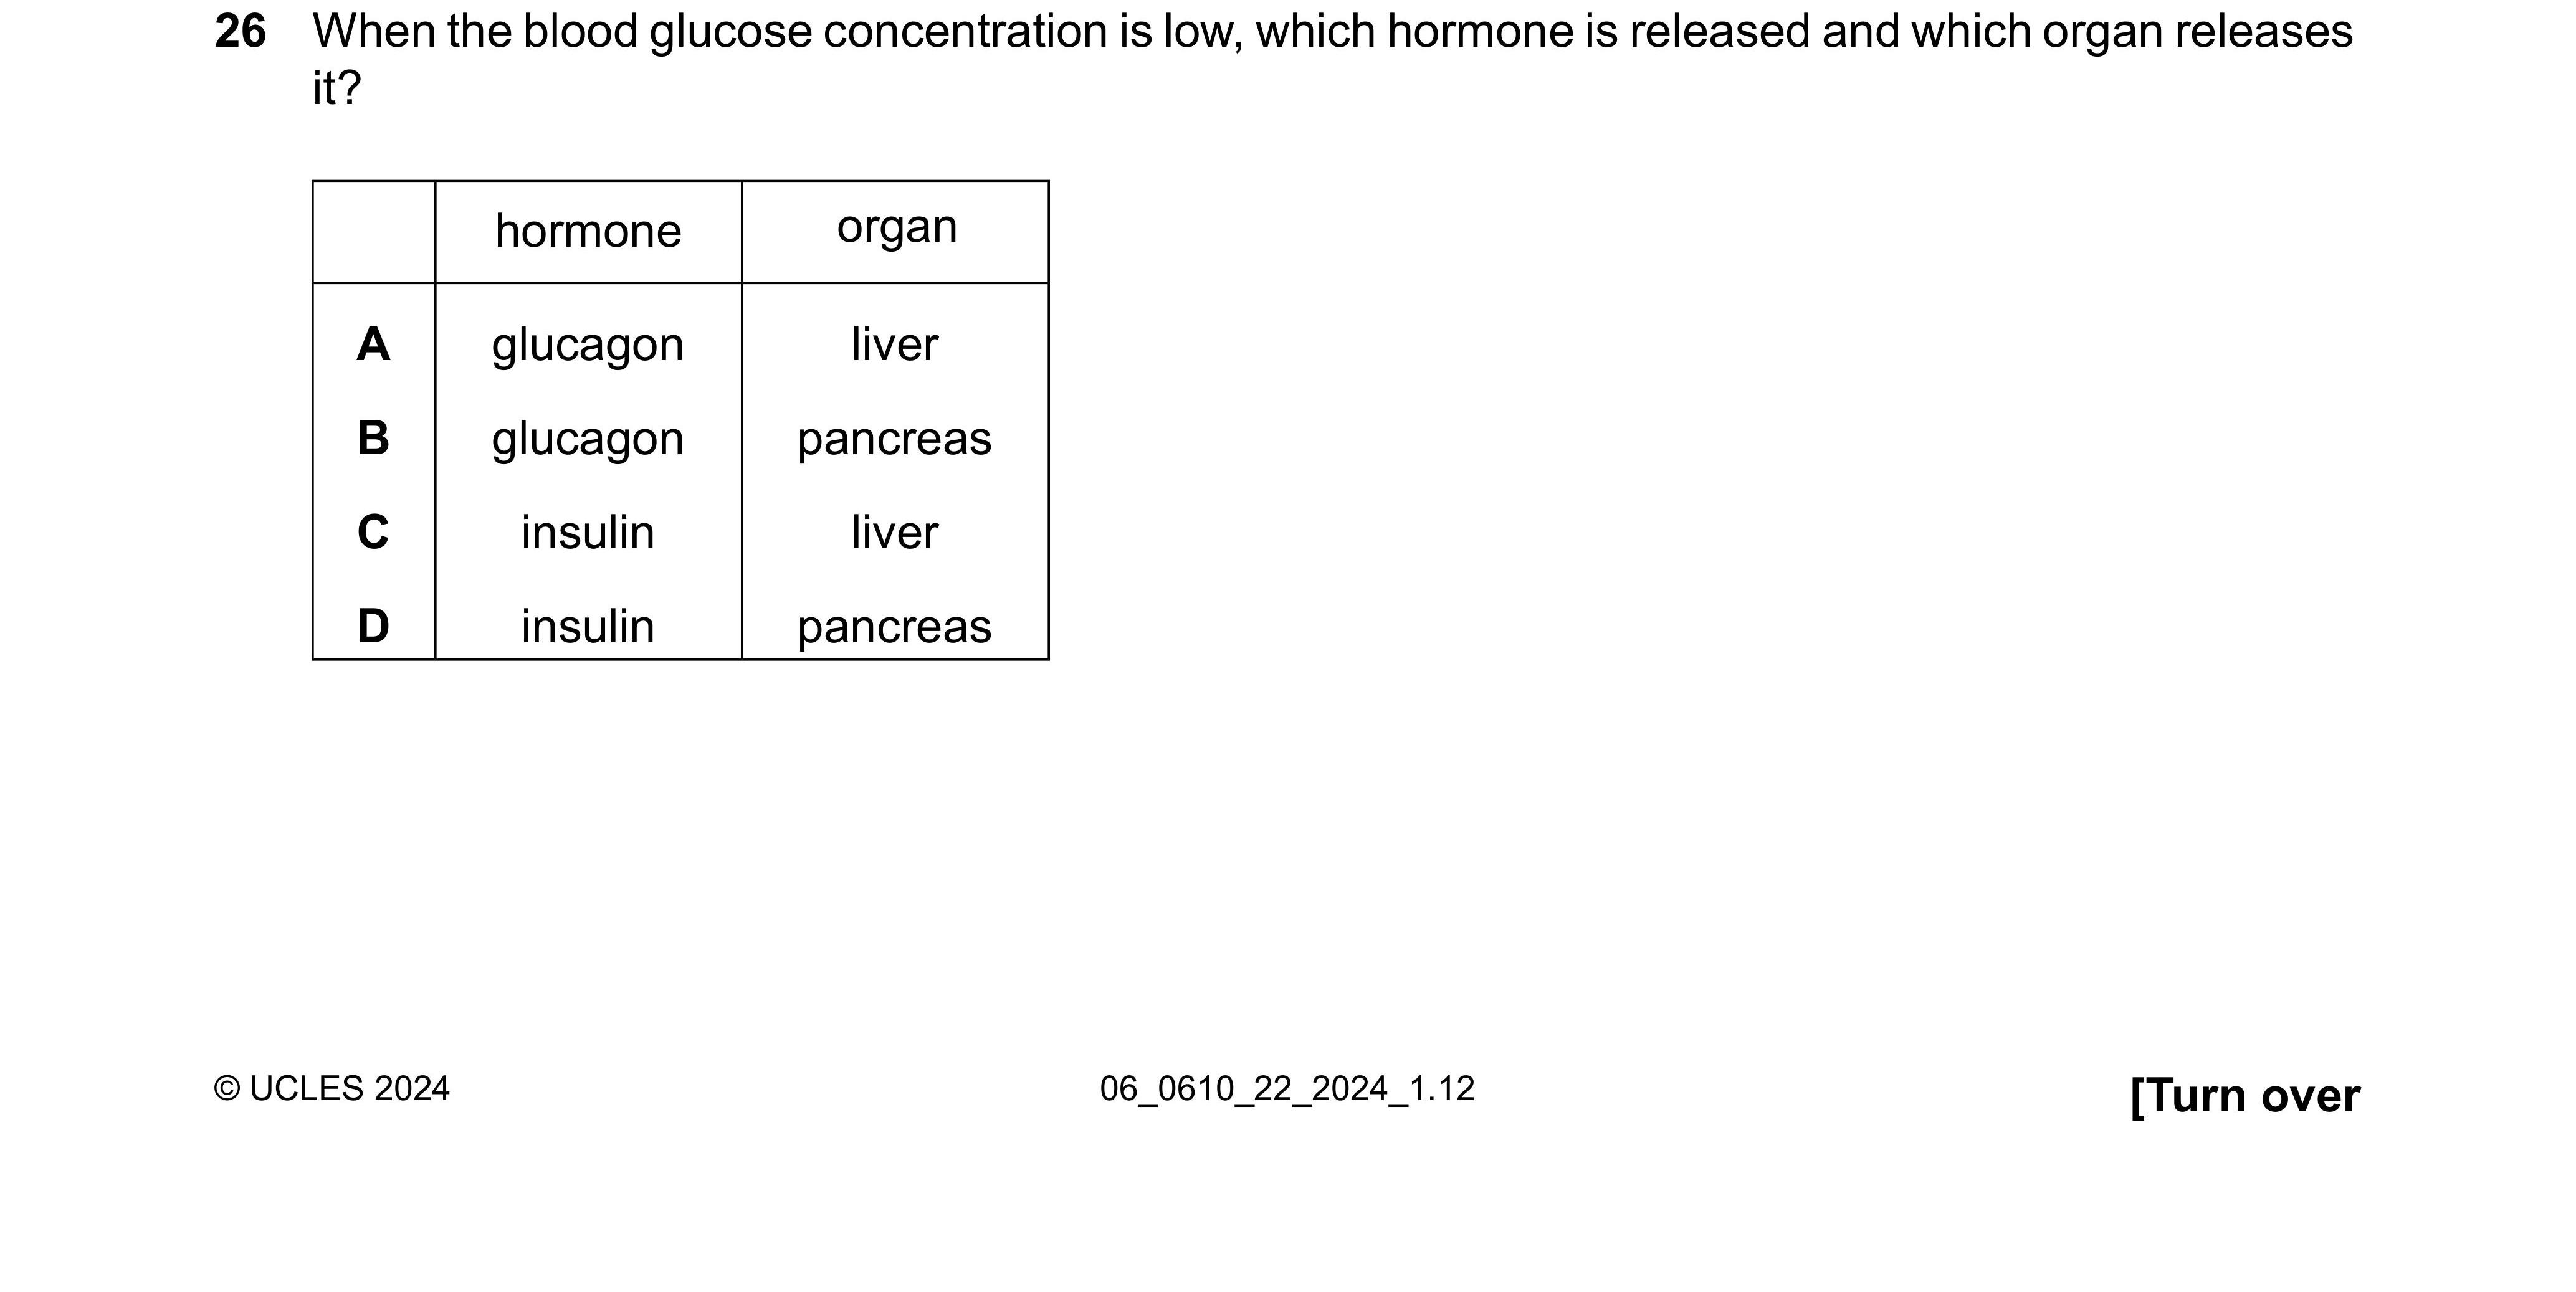 26 When the blood glucose concentration is low, which hormone is released and which organ releases
it?
hormone organ
A glucagon liver
B glucagon pancreas
C insulin liver
D insulin pancreas
© UCLES 2024 06_0610_22_2024_1.12 [Turn over